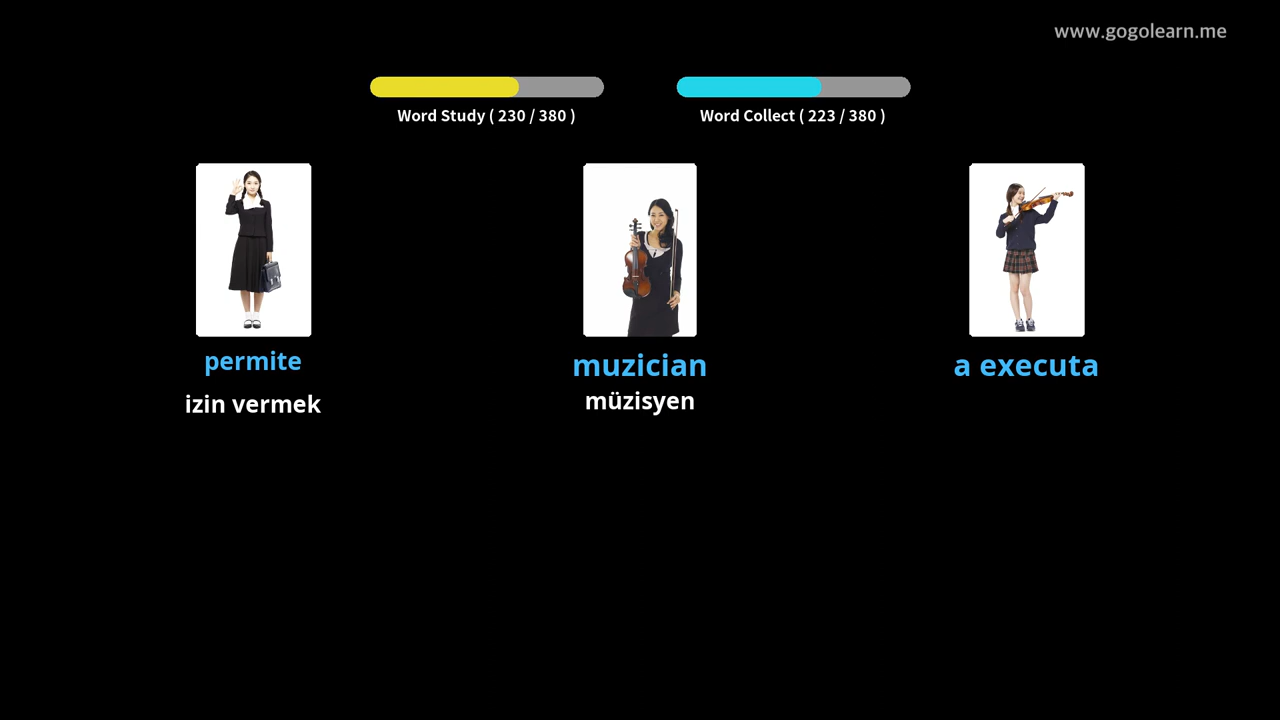 www.gogolearn.me
Word Study ( 230 / 380 )
Word Collect ( 223 / 380 )
permite
izin vermek
muzician
müzisyen
a executa